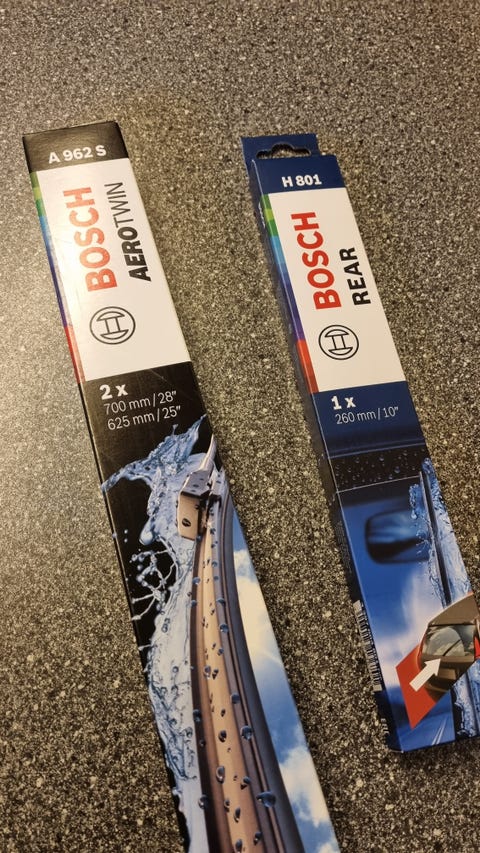 A 962 S
BOSCH
AEROTWIN
2 x
700 mm / 28"
625 mm / 25"
H 801
BOSCH
REAR
1 x
260 mm / 10"